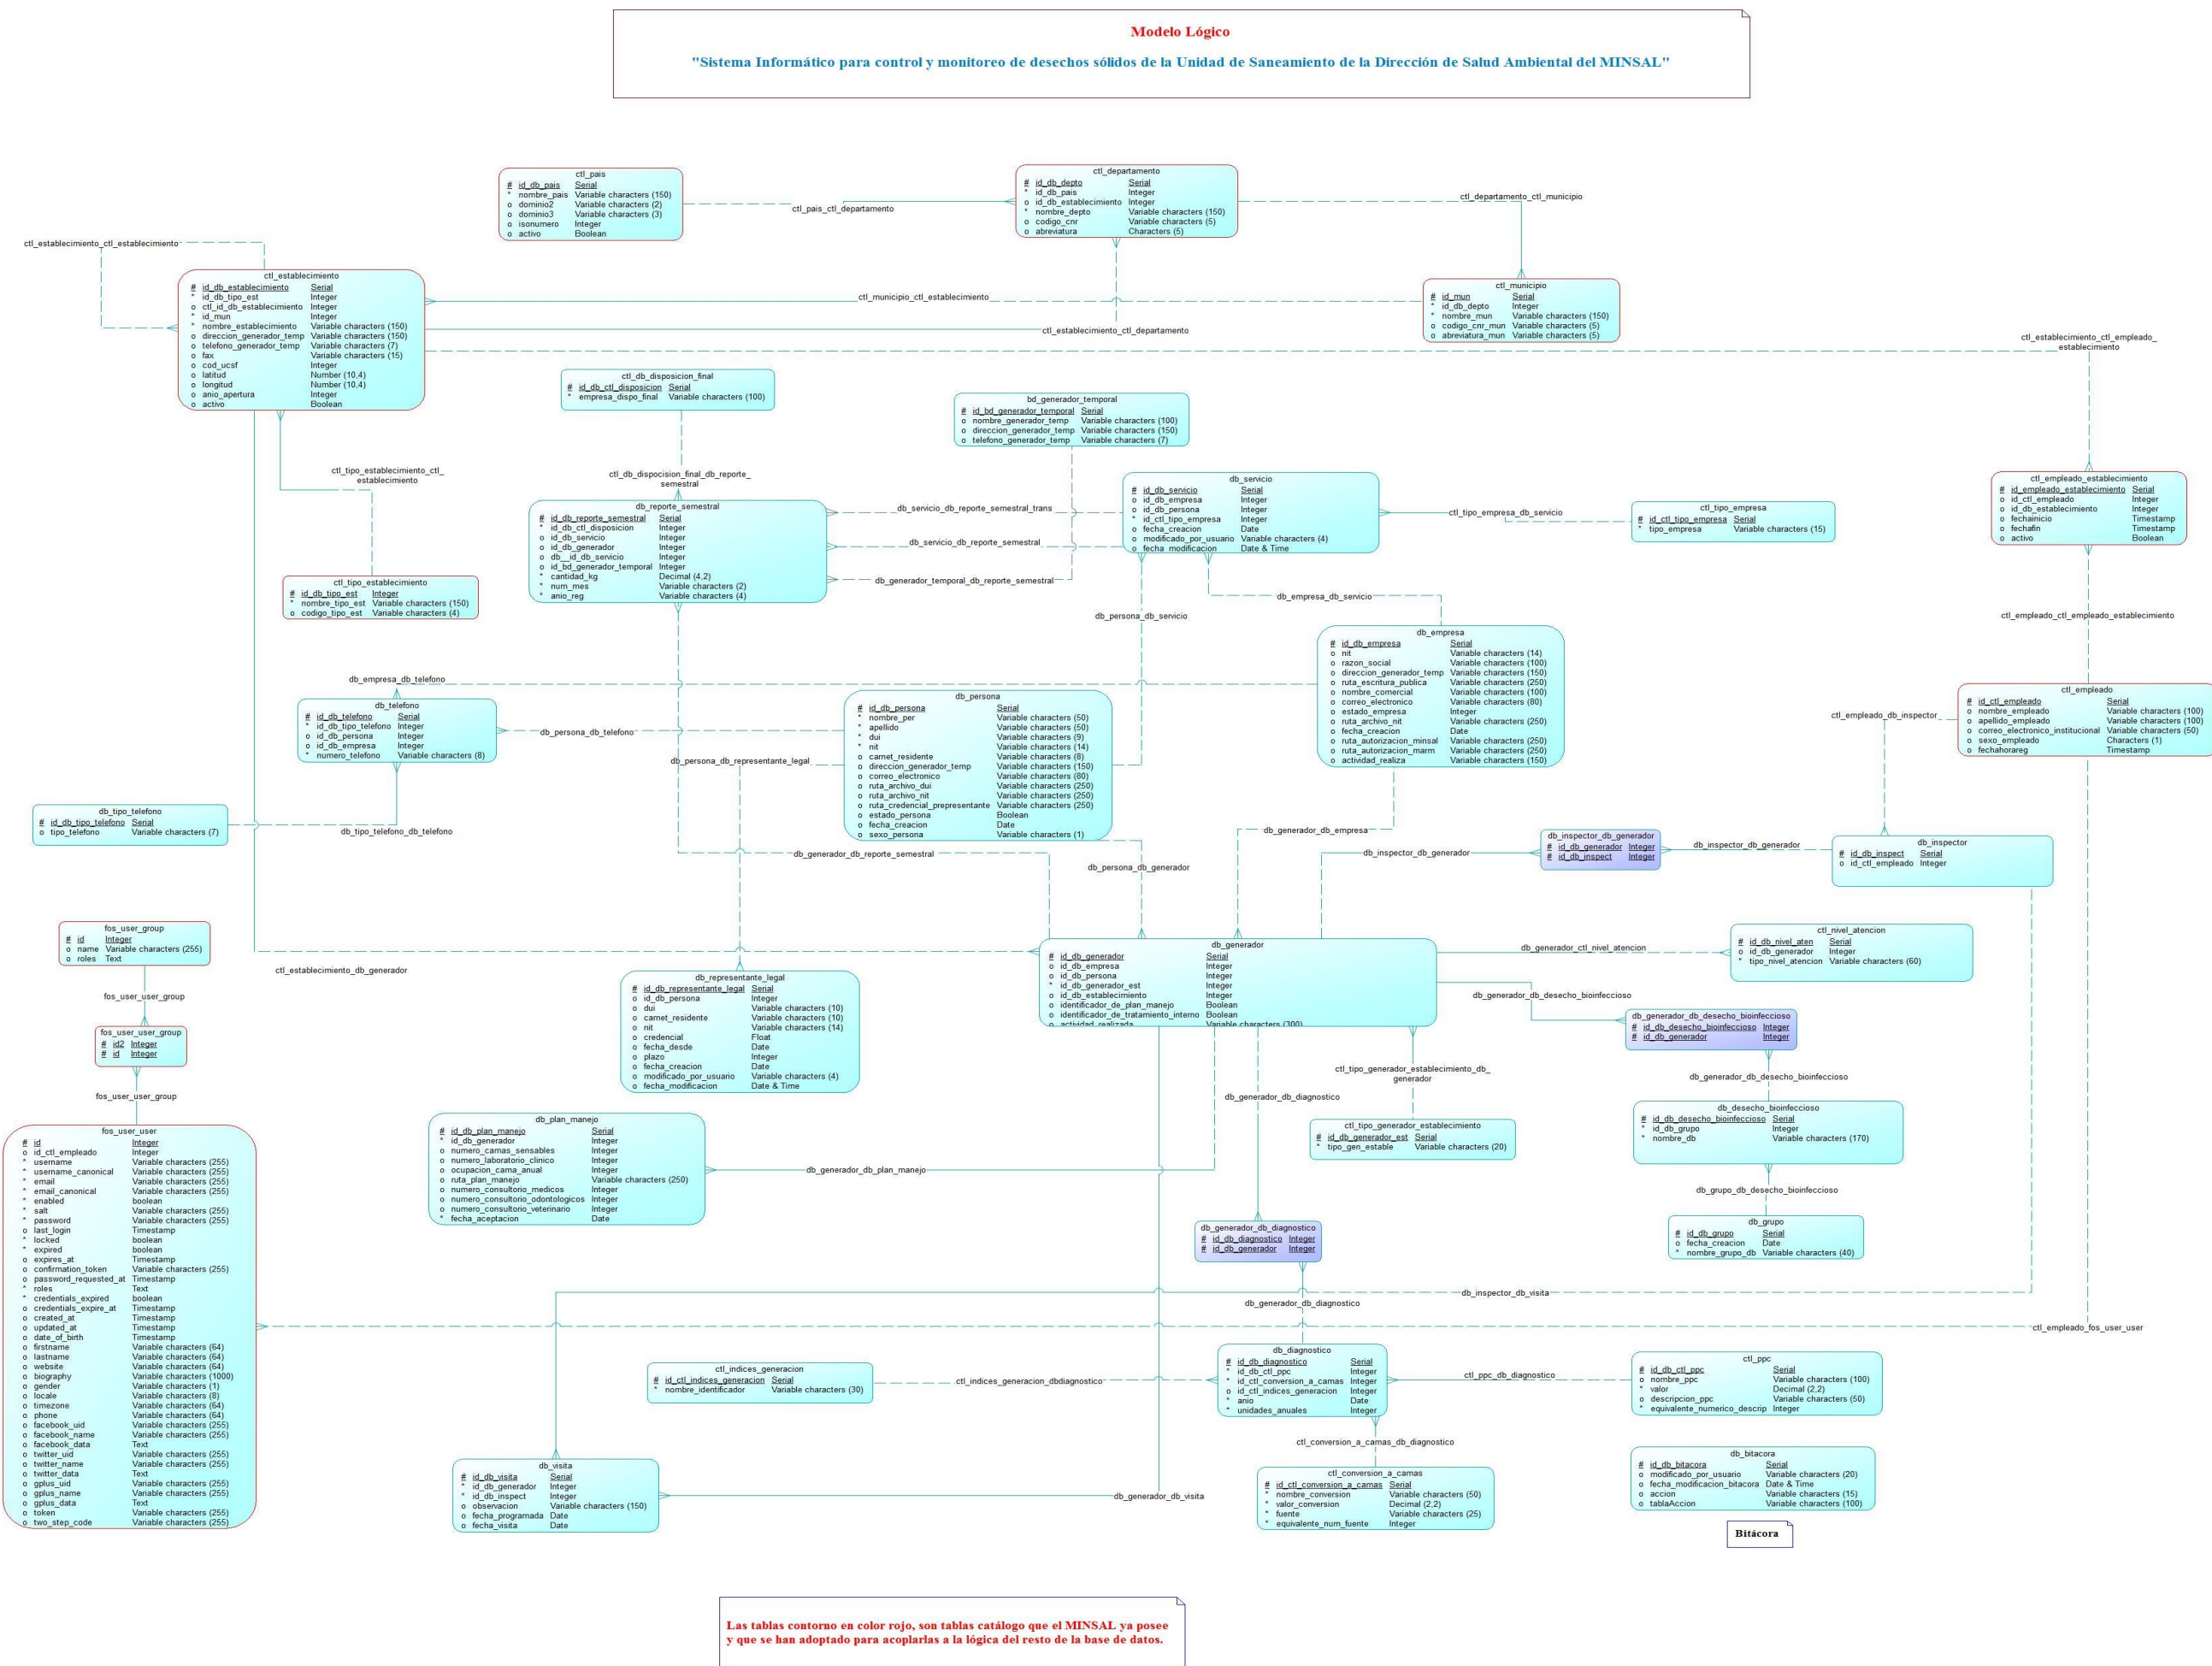 Modelo Lógico
"Sistema Informático para control y monitoreo de desechos sólidos de la Unidad de Saneamiento de la Dirección de Salud Ambiental del MINSAL"
ctl_pais
# id_db_pais Serial
* nombre_pais Variable characters (150)
o dominio2 Variable characters (2)
o dominio3 Variable characters (3)
o isonumero Integer
o activo Boolean
ctl_pais_ctl_departamento
ctl_departamento
# id_db_depto Serial
* id_db_pais Integer
o id_db_establecimiento Integer
* nombre_depto Variable characters (150)
o codigo_cnr Variable characters (5)
o abreviatura Characters (5)
ctl_departamento_ctl_municipio
ctl_establecimiento_ctl_establecimiento
ctl_establecimiento
# id_db_establecimiento Serial
* id_db_tipo_est Integer
o ctl_id_db_establecimiento Integer
* id_mun Integer
* nombre_establecimiento Variable characters (150)
o direccion_generador_temp Variable characters (150)
o telefono_generador_temp Variable characters (7)
o fax Variable characters (15)
o cod_ucsf Integer
o latitud Number (10,4)
o longitud Number (10,4)
o anio_apertura Integer
o activo Boolean
ctl_municipio_ctl_establecimiento
ctl_establecimiento_ctl_departamento
ctl_municipio
# id_mun Serial
* id_db_depto Integer
* nombre_mun Variable characters (150)
o codigo_cnr_mun Variable characters (5)
o abreviatura_mun Variable characters (5)
ctl_establecimiento_ctl_empleado_
establecimiento
ctl_db_disposicion_final
# id_db_ctl_disposicion Serial
* empresa_dispo_final Variable characters (100)
bd_generador_temporal
# id_bd_generador_temporal Serial
o nombre_generador_temp Variable characters (100)
o direccion_generador_temp Variable characters (150)
o telefono_generador_temp Variable characters (7)
ctl_tipo_establecimiento_ctl_
establecimiento
ctl_db_dispocision_final_db_reporte_
semestral
db_reporte_semestral
# id_db_reporte_semestral Serial
* id_db_ctl_disposicion Integer
o id_db_servicio Integer
o id_db_generador Integer
o db__id_db_servicio Integer
o id_bd_generador_temporal Integer
* cantidad_kg Decimal (4,2)
* num_mes Variable characters (2)
* anio_reg Variable characters (4)
db_servicio_db_reporte_semestral_trans
db_servicio_db_reporte_semestral
db_generador_temporal_db_reporte_semestral
db_servicio
# id_db_servicio Serial
o id_db_empresa Integer
o id_db_persona Integer
* id_ctl_tipo_empresa Integer
o fecha_creacion Date
o modificado_por_usuario Variable characters (4)
o fecha_modificacion Date & Time
ctl_tipo_empresa_db_servicio
ctl_tipo_empresa
# id_ctl_tipo_empresa Serial
* tipo_empresa Variable characters (15)
ctl_empleado_establecimiento
# id_empleado_establecimiento Serial
o id_ctl_empleado Integer
o id_db_establecimiento Integer
o fechainicio Timestamp
o fechafin Timestamp
o activo Boolean
ctl_tipo_establecimiento
# id_db_tipo_est Integer
* nombre_tipo_est Variable characters (150)
o codigo_tipo_est Variable characters (4)
db_persona_db_servicio
db_empresa_db_servicio
ctl_empleado_ctl_empleado_establecimiento
db_empresa
# id_db_empresa Serial
o nit Variable characters (14)
o razon_social Variable characters (100)
o direccion_generador_temp Variable characters (150)
o ruta_escritura_publica Variable characters (250)
o nombre_comercial Variable characters (100)
o correo_electronico Variable characters (80)
o estado_empresa Integer
o ruta_archivo_nit Variable characters (250)
o fecha_creacion Date
o ruta_autorizacion_minsal Variable characters (250)
o ruta_autorizacion_marm Variable characters (250)
o actividad_realiza Variable characters (150)
db_empresa_db_telefono
db_telefono
# id_db_telefono Serial
* id_db_tipo_telefono Integer
o id_db_persona Integer
o id_db_empresa Integer
* numero_telefono Variable characters (8)
db_persona_db_telefono
db_persona
# id_db_persona Serial
* nombre_per Variable characters (50)
* apellido Variable characters (50)
* dui Variable characters (9)
* nit Variable characters (14)
o carnet_residente Variable characters (8)
o direccion_generador_temp Variable characters (150)
o correo_electronico Variable characters (80)
o ruta_archivo_dui Variable characters (250)
o ruta_archivo_nit Variable characters (250)
o ruta_credencial_prepresentante Variable characters (250)
o estado_persona Boolean
o fecha_creacion Date
o sexo_persona Variable characters (1)
db_persona_db_representante_legal
ctl_empleado
# id_ctl_empleado Serial
o nombre_empleado Variable characters (100)
o apellido_empleado Variable characters (100)
o correo_electronico_institucional Variable characters (50)
o sexo_empleado Characters (1)
o fechahorareg Timestamp
ctl_empleado_db_inspector
db_tipo_telefono
# id_db_tipo_telefono Serial
o tipo_telefono Variable characters (7)
db_tipo_telefono_db_telefono
db_generador_db_reporte_semestral
db_persona_db_generador
db_generador_db_empresa
db_inspector_db_generador
db_inspector_db_generador
# id_db_generador Integer
# id_db_inspect Integer
db_inspector_db_generador
db_inspector
# id_db_inspect Serial
o id_ctl_empleado Integer
fos_user_group
# id Integer
o name Variable characters (255)
o roles Text
ctl_establecimiento_db_generador
db_generador
# id_db_generador Serial
o id_db_empresa Integer
o id_db_persona Integer
* id_db_generador_est Integer
o id_db_establecimiento Integer
o identificador_de_plan_manejo Boolean
o identificador_de_tratamiento_interno Boolean
o actividad_realizada Variable characters (300)
db_generador_ctl_nivel_atencion
ctl_nivel_atencion
# id_db_nivel_aten Serial
o id_db_generador Integer
* tipo_nivel_atencion Variable characters (60)
db_generador_db_desecho_bioinfeccioso
db_generador_db_desecho_bioinfeccioso
# id_db_desecho_bioinfeccioso Integer
# id_db_generador Integer
fos_user_user_group
fos_user_user_group
# id2 Integer
# id Integer
fos_user_user_group
db_representante_legal
# id_db_representante_legal Serial
o id_db_persona Integer
o dui Variable characters (10)
o carnet_residente Variable characters (10)
o nit Variable characters (14)
o credencial Float
o fecha_desde Date
o plazo Integer
o fecha_creacion Date
o modificado_por_usuario Variable characters (4)
o fecha_modificacion Date & Time
ctl_tipo_generador_establecimiento_db_
generador
db_generador_db_diagnostico
db_generador_db_desecho_bioinfeccioso
db_desecho_bioinfeccioso
# id_db_desecho_bioinfeccioso Serial
* id_db_grupo Integer
* nombre_db Variable characters (170)
ctl_tipo_generador_establecimiento
# id_db_generador_est Serial
* tipo_gen_estable Variable characters (20)
fos_user_user
# id Integer
o id_ctl_empleado Integer
* username Variable characters (255)
* username_canonical Variable characters (255)
* email Variable characters (255)
* email_canonical Variable characters (255)
* enabled boolean
* salt Variable characters (255)
* password Variable characters (255)
o last_login Timestamp
* locked boolean
* expired boolean
o expires_at Timestamp
o confirmation_token Variable characters (255)
o password_requested_at Timestamp
* roles Text
* credentials_expired boolean
o credentials_expire_at Timestamp
o created_at Timestamp
o updated_at Timestamp
o date_of_birth Timestamp
o firstname Variable characters (64)
o lastname Variable characters (64)
o website Variable characters (64)
o biography Variable characters (1000)
o gender Variable characters (1)
o locale Variable characters (8)
o timezone Variable characters (64)
o phone Variable characters (64)
o facebook_uid Variable characters (255)
o facebook_name Variable characters (255)
o facebook_data Text
o twitter_uid Variable characters (255)
o twitter_name Variable characters (255)
o twitter_data Text
o gplus_uid Variable characters (255)
o gplus_name Variable characters (255)
o gplus_data Text
o token Variable characters (255)
o two_step_code Variable characters (255)
db_plan_manejo
# id_db_plan_manejo Serial
* id_db_generador Integer
o numero_camas_sensables Integer
o numero_laboratorio_clinico Integer
o ocupacion_cama_anual Integer
o ruta_plan_manejo Variable characters (250)
o numero_consultorio_medicos Integer
o numero_consultorio_odontologicos Integer
o numero_consultorio_veterinario Integer
* fecha_aceptacion Date
db_generador_db_plan_manejo
db_grupo_db_desecho_bioinfeccioso
db_grupo
# id_db_grupo Serial
o fecha_creacion Date
* nombre_grupo_db Variable characters (40)
db_generador_db_diagnostico
# id_db_diagnostico Integer
# id_db_generador Integer
db_inspector_db_visita
db_generador_db_diagnostico
ctl_empleado_fos_user_user
ctl_indices_generacion
# id_ctl_indices_generacion Serial
* nombre_identificador Variable characters (30)
ctl_indices_generacion_dbdiagnostico
db_diagnostico
# id_db_diagnostico Serial
* id_db_ctl_ppc Integer
* id_ctl_conversion_a_camas Integer
o id_ctl_indices_generacion Integer
* anio Date
* unidades_anuales Integer
ctl_ppc_db_diagnostico
ctl_ppc
# id_db_ctl_ppc Serial
o nombre_ppc Variable characters (100)
* valor Decimal (2,2)
o descripcion_ppc Variable characters (50)
* equivalente_numerico_descrip Integer
ctl_conversion_a_camas_db_diagnostico
db_visita
# id_db_visita Serial
* id_db_generador Integer
* id_db_inspect Integer
o observacion Variable characters (150)
o fecha_programada Date
o fecha_visita Date
db_generador_db_visita
ctl_conversion_a_camas
# id_ctl_conversion_a_camas Serial
* nombre_conversion Variable characters (50)
* valor_conversion Decimal (2,2)
* fuente Variable characters (25)
* equivalente_num_fuente Integer
db_bitacora
# id_db_bitacora Serial
o modificado_por_usuario Variable characters (20)
o fecha_modificacion_bitacora Date & Time
o accion Variable characters (15)
o tablaAccion Variable characters (100)
Bitácora
Las tablas contorno en color rojo, son tablas catálogo que el MINSAL ya posee
y que se han adoptado para acoplarlas a la lógica del resto de la base de datos.